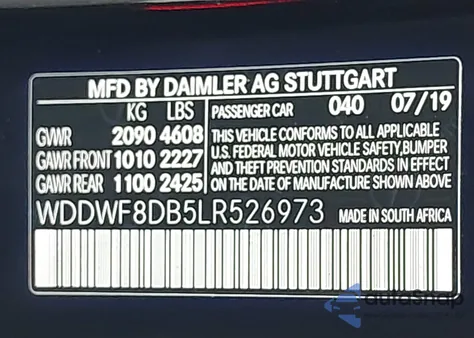 MFD BY DAIMLER AG STUTTGART
KG LBS PASSENGER CAR 040 07/19
GVWR 2090 4608 THIS VEHICLE CONFORMS TO ALL APPLICABLE
GAWR FRONT 1010 2227 U.S. FEDERAL MOTOR VEHICLE SAFETY, BUMPER
AND THEFT PREVENTION STANDARDS IN EFFECT
GAWR REAR 1100 2425 ON THE DATE OF MANUFACTURE SHOWN ABOVE
WDDWF8DB5LR526973 MADE IN SOUTH AFRICA
autoSnap